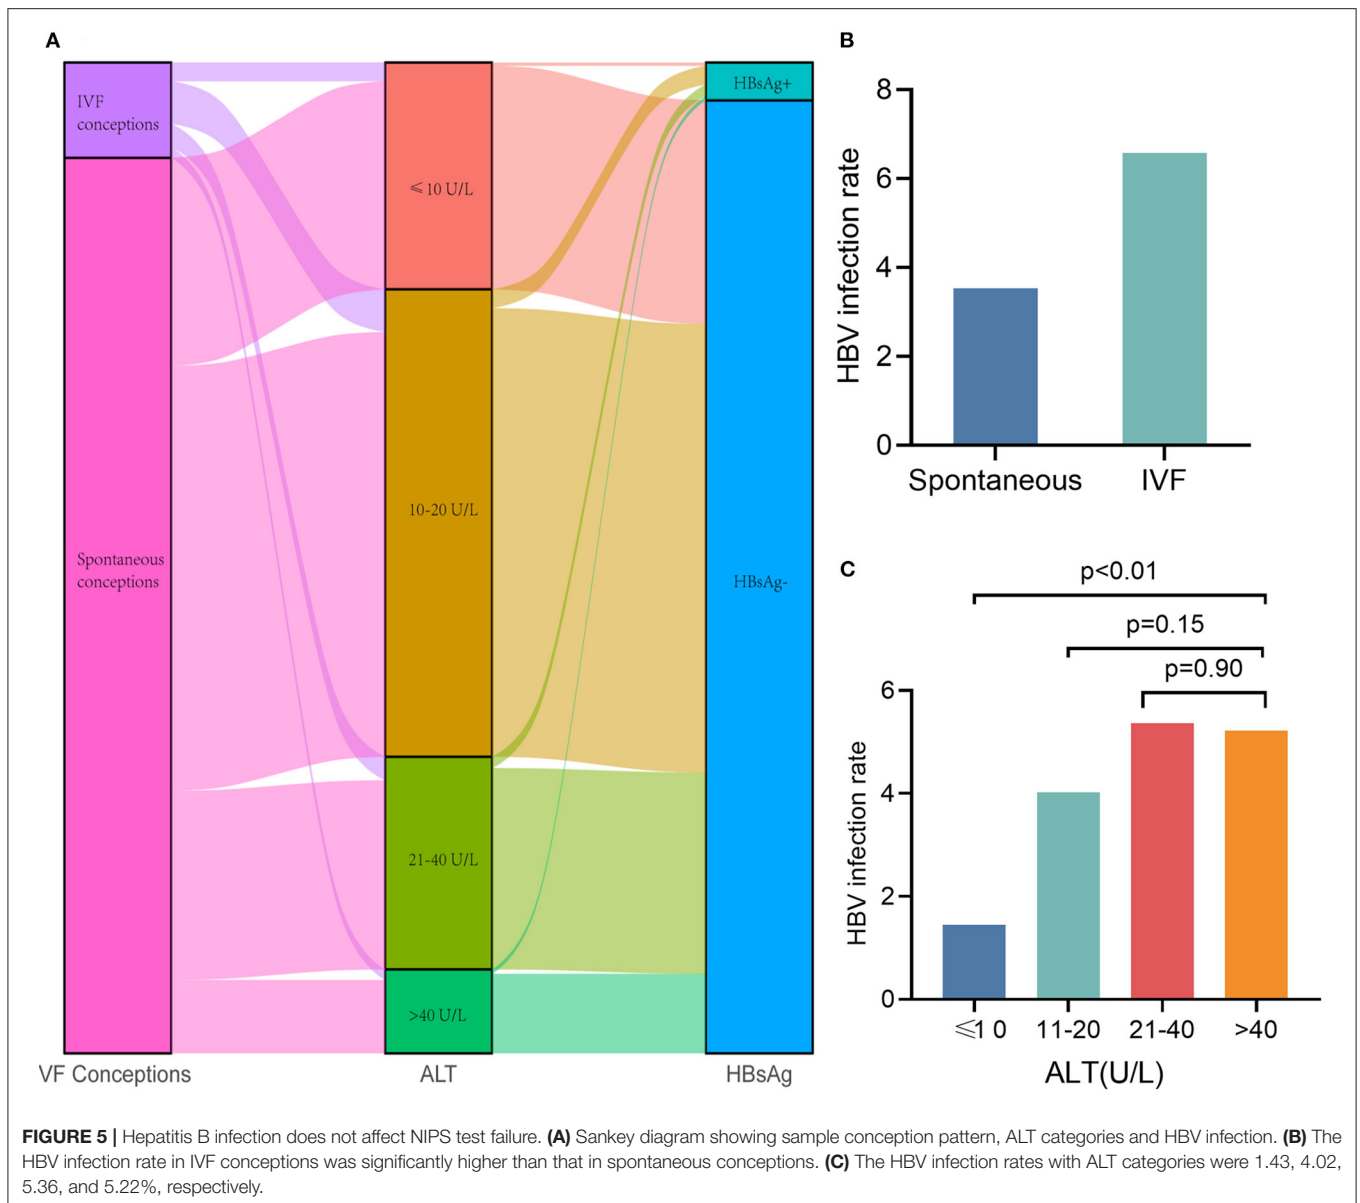 A
IVF
conceptions
Spontaneous
conceptions
≤ 10 U/L
10-20 U/L
21-40 U/L
>40 U/L
HBsAg+
HBsAg-
VF Conceptions
ALT
HBsAg
B
HBV infection rate
8
6
4
2
0
Spontaneous
IVF
C
p<0.01
p=0.15
p=0.90
HBV infection rate
6
4
2
0
≤1 0
11-20
21-40
>40
ALT(U/L)
FIGURE 5 | Hepatitis B infection does not affect NIPS test failure. (A) Sankey diagram showing sample conception pattern, ALT categories and HBV infection. (B) The
HBV infection rate in IVF conceptions was significantly higher than that in spontaneous conceptions. (C) The HBV infection rates with ALT categories were 1.43, 4.02,
5.36, and 5.22%, respectively.